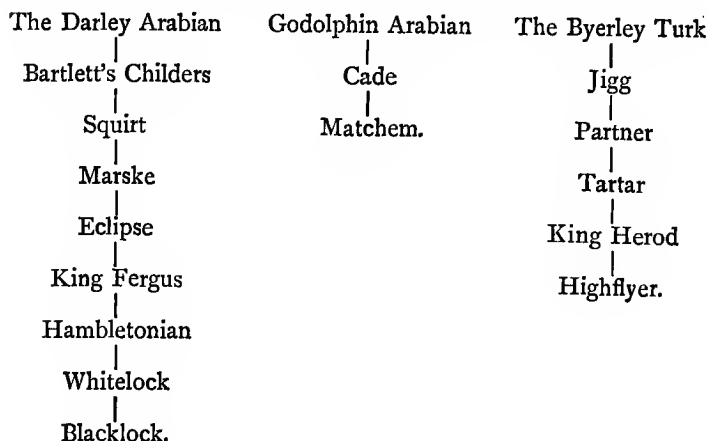 The Darley Arabian
Bartlett's Childers
Squirt
Marske
Eclipse
King Fergus
Hambletonian
Whitelock
Blacklock.
Godolphin Arabian
Cade
Matchem.
The Byerley Turk
Jigg
Partner
Tartar
King Herod
Highflyer.